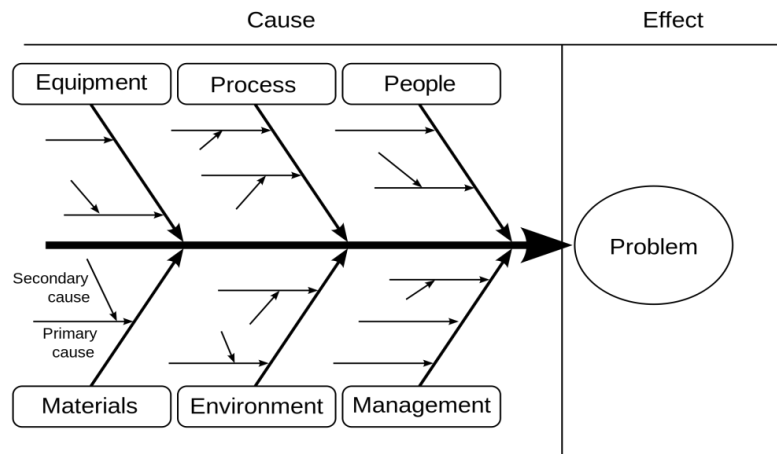 Cause
Effect
Equipment
Process
People
Problem
Secondary
cause
Primary
cause
Materials
Environment
Management